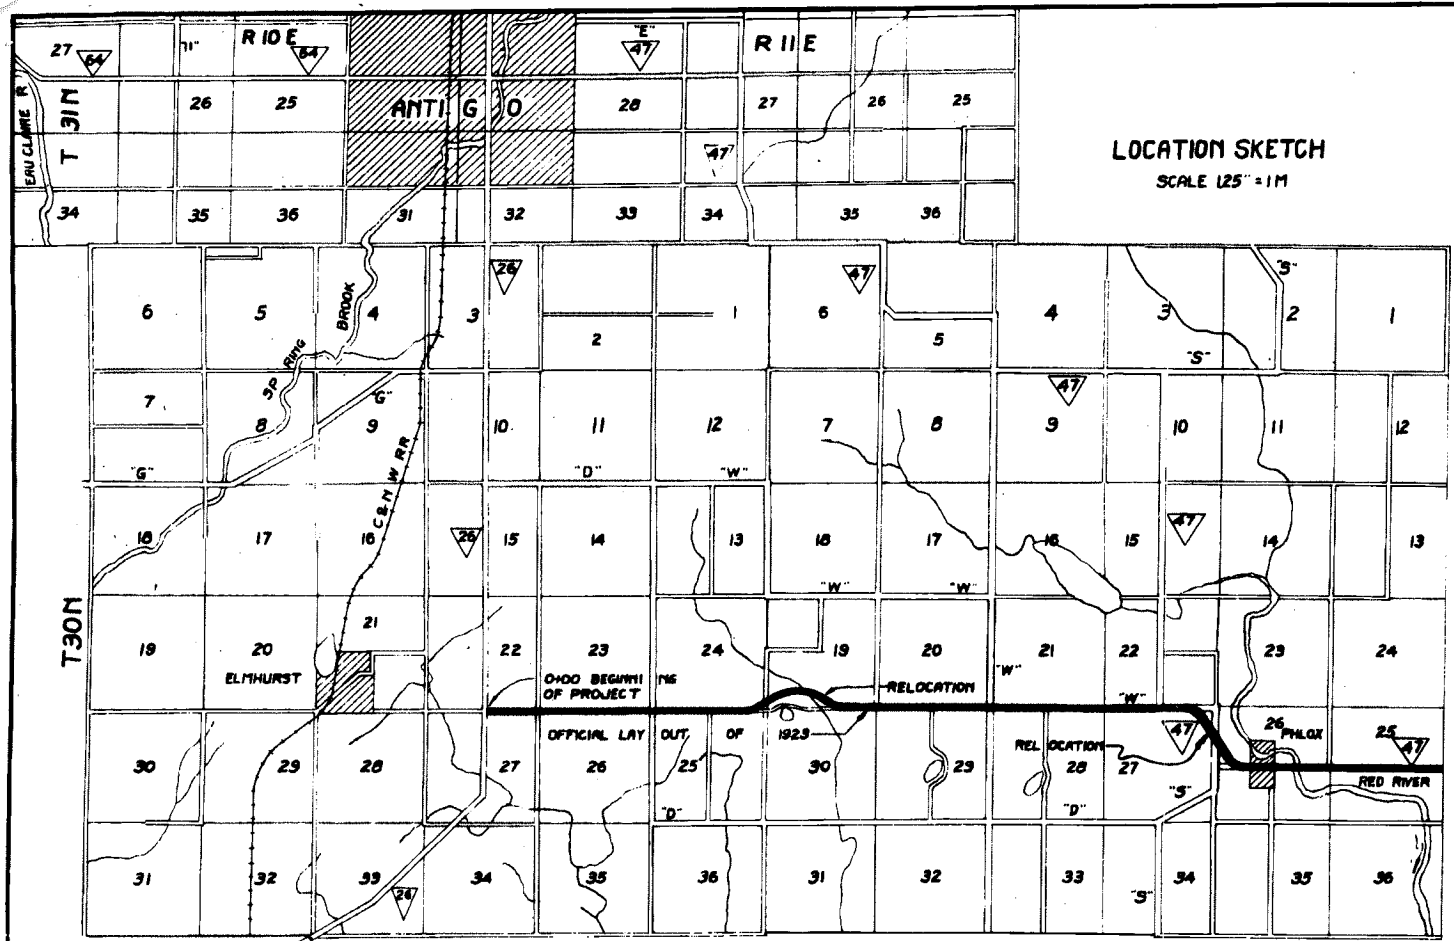 27 64 "71" R 10 E 64 "E" 47 R 11 E
EAU CLAIRE R
T 31N
26 25 ANTIGO 28 27 26 25
47
LOCATION SKETCH
SCALE 1.25" = 1 M
34 35 36 31 32 33 34 35 36
26 47 "S"
6 5 BROOK 4 3 1 6 4 3 2 1
2 5
SPRING "S"
7 "G" 47
8 9 10 11 12 7 8 9 10 11 12
"G" "D" "W"
C&NW RR
18 17 16 26 15 14 13 18 17 16 15 47 14 13
"W" "W"
T30N
21
19 20 22 23 24 19 20 21 22 23 24
ELMHURST 0+00 BEGINNING
OF PROJECT
RELOCATION "W" "W"
OFFICIAL LAY OUT OF 1923
RELOCATION 47 26 PHLOX 25 47
30 29 28 27 26 25 30 29 28 27
"S" RED RIVER
"D" "D"
31 32 33 34 35 36 31 32 33 34 35 36
26 "S"